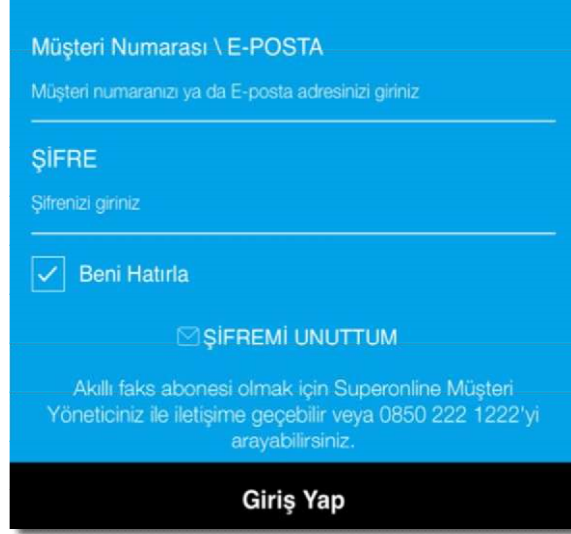 Müşteri Numarası \ E-POSTA
Müşteri numaranızı ya da E-posta adresinizi giriniz
ŞİFRE
Şifrenizi giriniz
Beni Hatırla
ŞİFREMİ UNUTTUM
Akıllı faks abonesi olmak için Superonline Müşteri
Yöneticiniz ile iletişime geçebilir veya 0850 222 1222'yi
arayabilirsiniz.
Giriş Yap